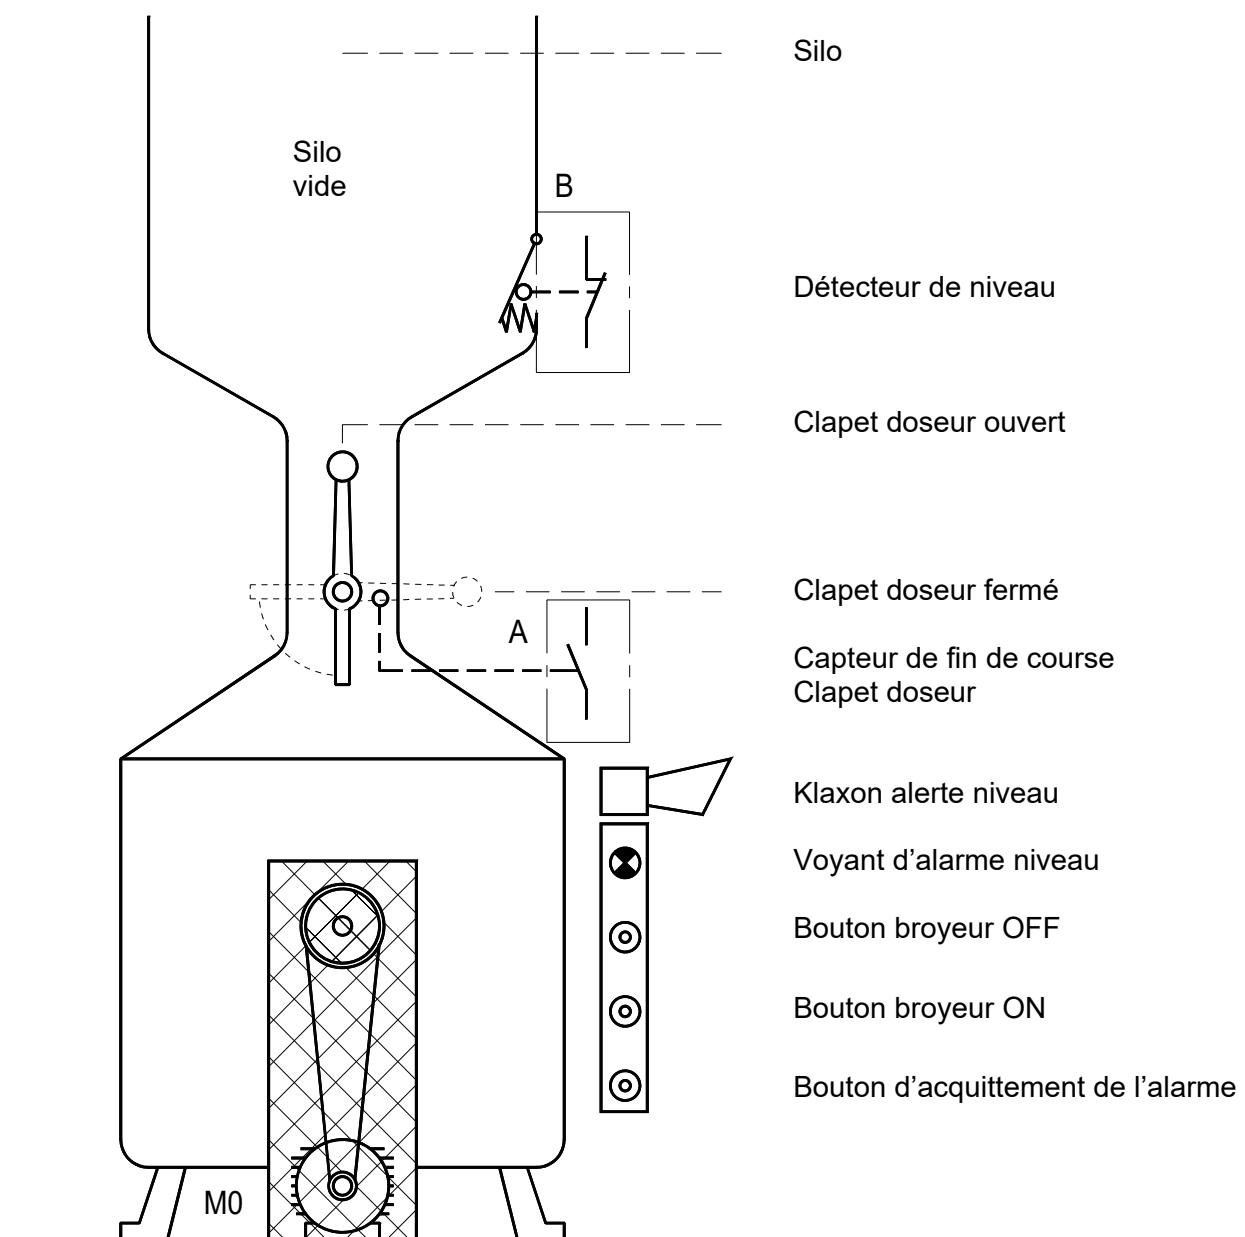 Silo
Silo
vide
B
Détecteur de niveau
Clapet doseur ouvert
Clapet doseur fermé
A
Capteur de fin de course
Clapet doseur
Klaxon alerte niveau
Voyant d’alarme niveau
Bouton broyeur OFF
Bouton broyeur ON
Bouton d’acquittement de l’alarme
M0